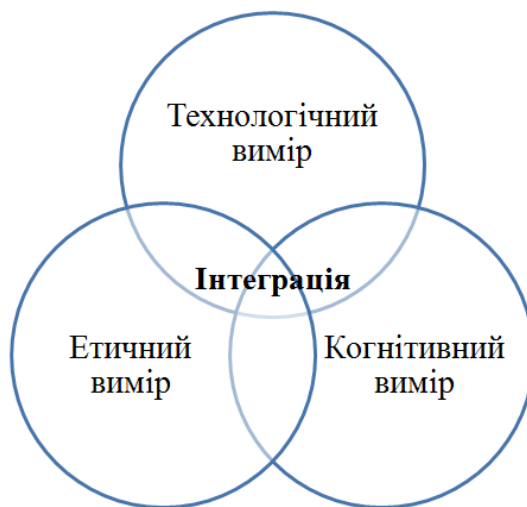 Технологічний
вимір
Інтеграція
Етичний
вимір
Когнітивний
вимір